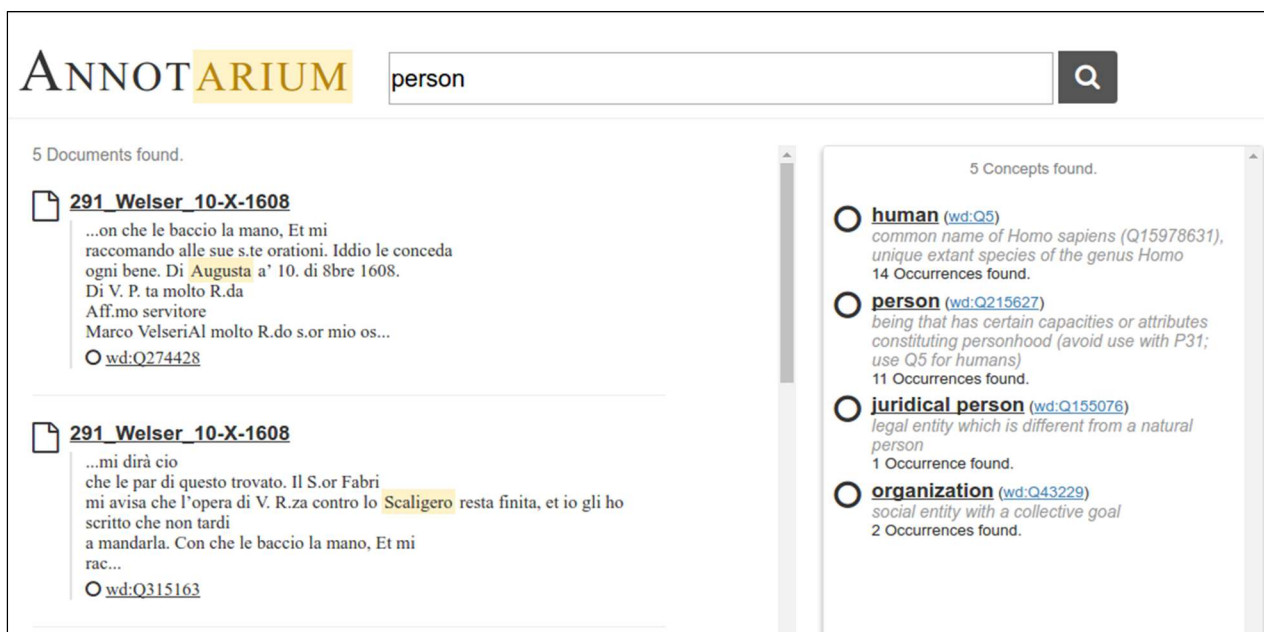 ANNOTARIUM
person
5 Documents found.
291_Welser_10-X-1608
...on che le baccio la mano, Et mi
raccomando alle sue s.te orationi. Iddio le conceda
ogni bene. Di Augusta a' 10. di 8bre 1608.
Di V. P. ta molto R.da
Aff.mo servitore
Marco VelseriAl molto R.do s.or mio os...
wd:Q274428
291_Welser_10-X-1608
...mi dirà cio
che le par di questo trovato. Il S.or Fabri
mi avisa che l'opera di V. R.za contro lo Scaligero resta finita, et io gli ho
scritto che non tardi
a mandarla. Con che le baccio la mano, Et mi
rac...
wd:Q315163
5 Concepts found.
human (wd:Q5)
common name of Homo sapiens (Q15978631),
unique extant species of the genus Homo
14 Occurrences found.
person (wd:Q215627)
being that has certain capacities or attributes
constituting personhood (avoid use with P31;
use Q5 for humans)
11 Occurrences found.
juridical person (wd:Q155076)
legal entity which is different from a natural
person
1 Occurrence found.
organization (wd:Q43229)
social entity with a collective goal
2 Occurrences found.